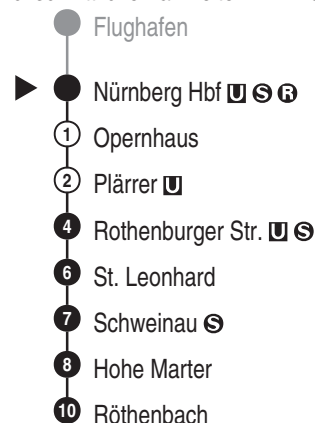 Flughafen
Nürnberg Hbf U S R
1 Opernhaus
2 Plärrer U
4 Rothenburger Str. U S
6 St. Leonhard
7 Schweinau S
8 Hohe Marter
10 Röthenbach